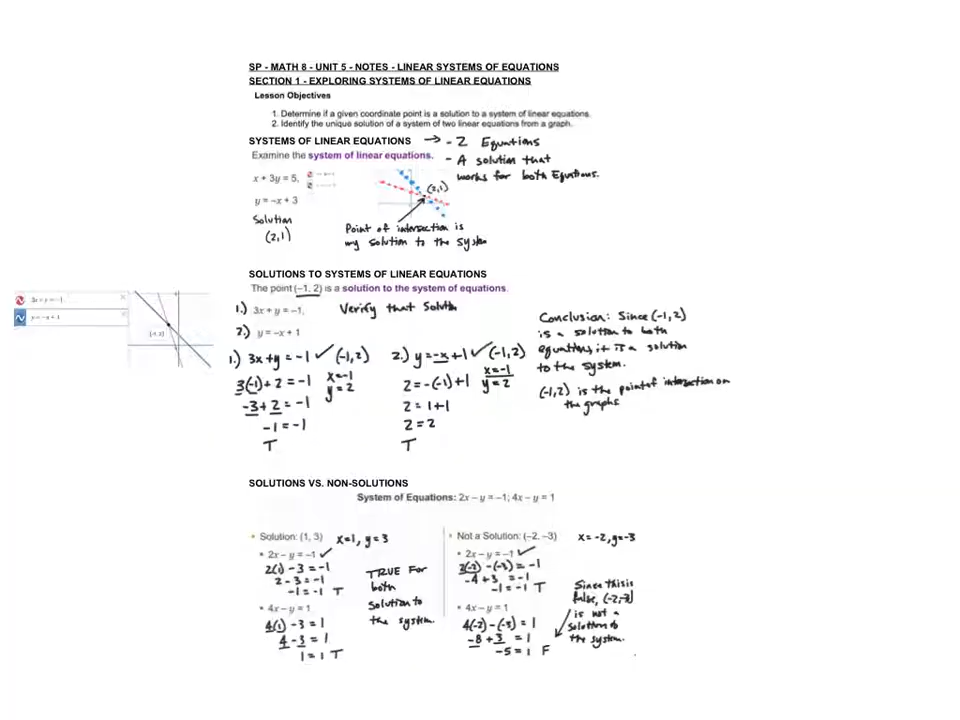 SP - MATH 8 - UNIT 5 - NOTES - LINEAR SYSTEMS OF EQUATIONS
SECTION 1 - EXPLORING SYSTEMS OF LINEAR EQUATIONS
Lesson Objectives
1. Determine if a given coordinate point is a solution to a system of linear equations.
2. Identify the unique solution of a system of two linear equations from a graph.
SYSTEMS OF LINEAR EQUATIONS → - 2 Equations
Examine the system of linear equations. - A solution that
works for both Equations.
x + 3y = 5,
(2,1)
y = -x + 3
Solution
(2,1)
Point of intersection is
my solution to the system
SOLUTIONS TO SYSTEMS OF LINEAR EQUATIONS
The point (-1, 2) is a solution to the system of equations.
3x + y = -1
y = -x + 1
(-1, 2)
1.) 3x + y = -1, Verify that Solution
2.) y = -x + 1
1.) 3x + y = -1 ✓ (-1,2)
3(-1) + 2 = -1
x = -1
y = 2
-3 + 2 = -1
-1 = -1
T
2.) y = -x + 1 ✓ (-1,2)
x = -1
y = 2
2 = -(-1) + 1
2 = 1 + 1
2 = 2
T
Conclusion: Since (-1,2)
is a solution to both
equations, it is a solution
to the system.
(-1,2) is the point of intersection on
the graphs
SOLUTIONS VS. NON-SOLUTIONS
System of Equations: 2x - y = -1; 4x - y = 1
• Solution: (1, 3) x=1, y=3
• 2x - y = -1 ✓
2(1) - 3 = -1
2 - 3 = -1
-1 = -1 T
• 4x - y = 1
4(1) - 3 = 1
4 - 3 = 1
1 = 1 T
TRUE For
both
Solution to
the system.
• Not a Solution: (-2, -3) x = -2, y = -3
• 2x - y = -1 ✓
2(-2) - (-3) = -1
-4 + 3 = -1
-1 = -1 T
• 4x - y = 1
4(-2) - (-3) = 1
-8 + 3 = 1
-5 = 1 F
Since this is
false, (-2,-3)
is not a
Solution to
the system.